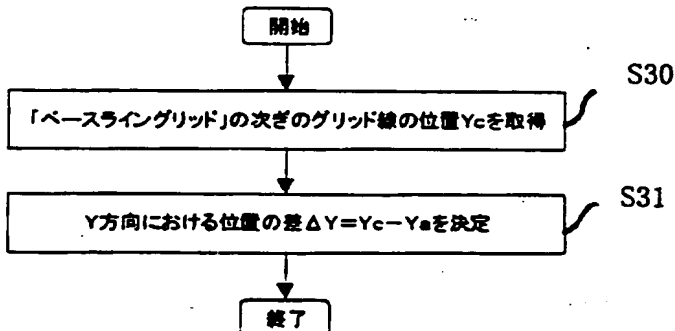 開始
S30
「ベースライングリッド」の次ぎのグリッド線の位置Ycを取得
S31
Y方向における位置の差ΔY=Yc-Yaを決定
終了